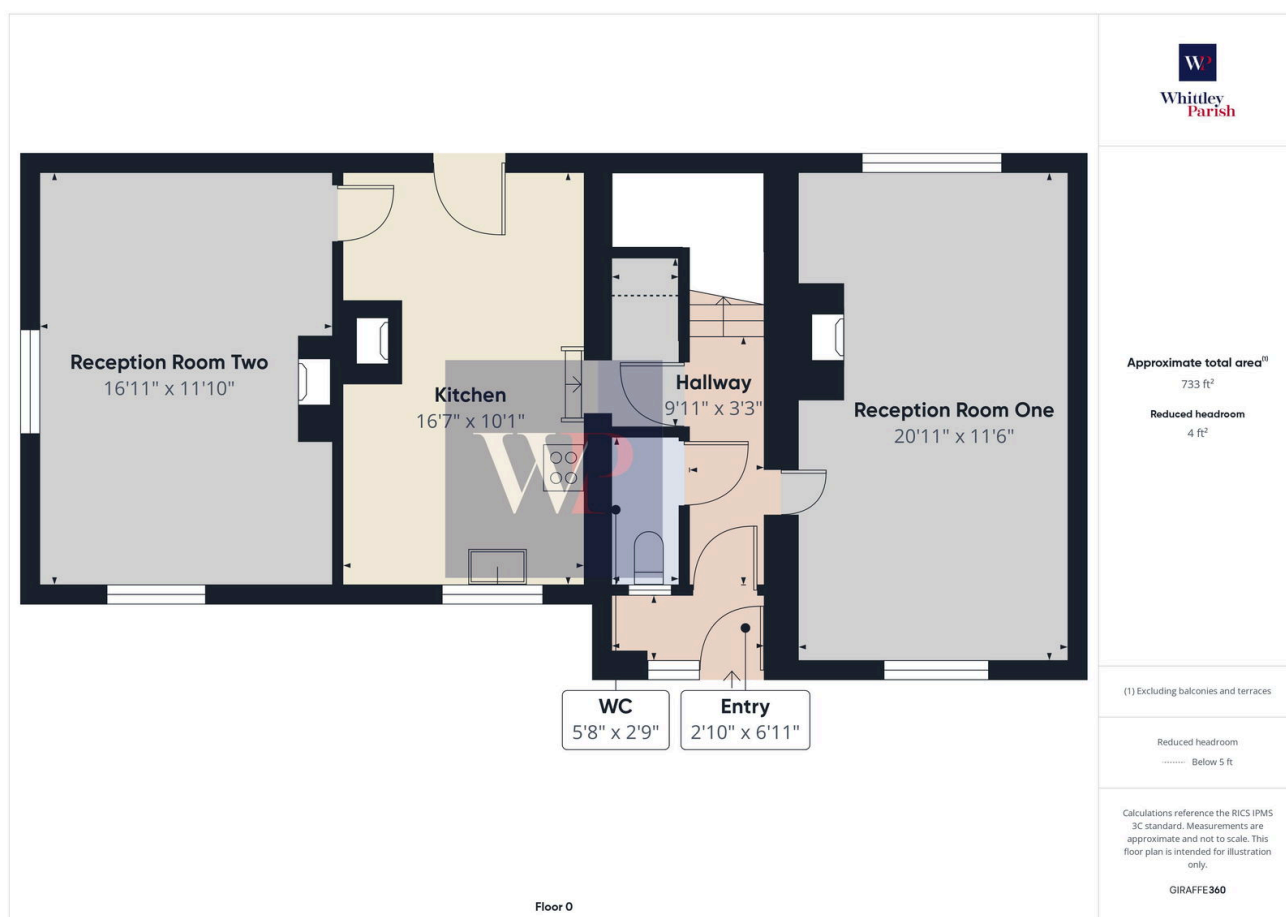 WP
Whittley
Parish
Approximate total area(1)
733 ft²
Reduced headroom
4 ft²
Reception Room Two
16'11" x 11'10"
Kitchen
16'7" x 10'1"
Hallway
9'11" x 3'3"
Reception Room One
20'11" x 11'6"
WP
WC
5'8" x 2'9"
Entry
2'10" x 6'11"
(1) Excluding balconies and terraces
Reduced headroom
Below 5 ft
Calculations reference the RICS IPMS
3C standard. Measurements are
approximate and not to scale. This
floor plan is intended for illustration
only.
GIRAFFE360
Floor 0